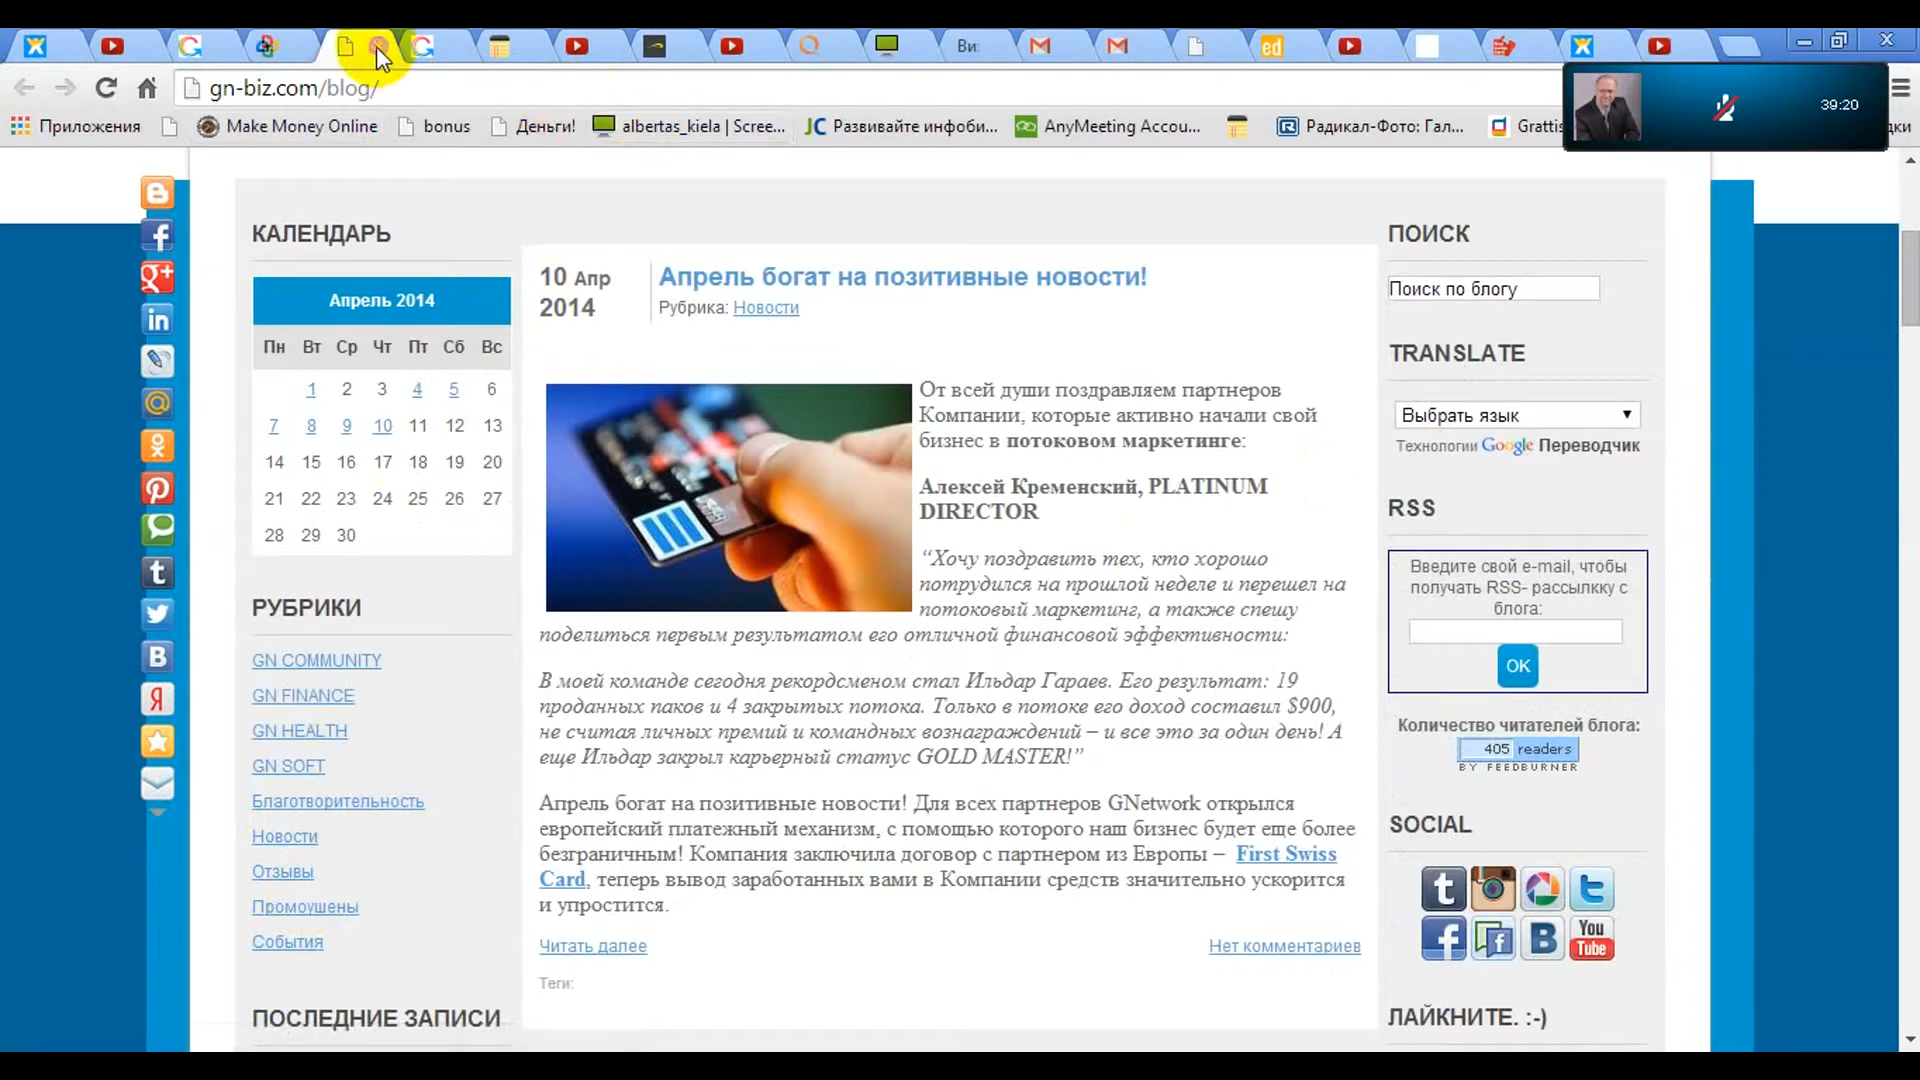 Ви
ed
gn-biz.com/blog/
39:20
Приложения
Make Money Online
bonus
Деньги!
albertas_kiela | Scree...
JC Развивайте инфоби...
AnyMeeting Accou...
Радикал-Фото: Гал...
Grattis
КАЛЕНДАРЬ
Апрель 2014
Пн Вт Ср Чт Пт Сб Вс
1 2 3 4 5 6
7 8 9 10 11 12 13
14 15 16 17 18 19 20
21 22 23 24 25 26 27
28 29 30
РУБРИКИ
GN COMMUNITY
GN FINANCE
GN HEALTH
GN SOFT
Благотворительность
Новости
Отзывы
Промоушены
События
ПОСЛЕДНИЕ ЗАПИСИ
10 Апр
2014
Апрель богат на позитивные новости!
Рубрика: Новости
От всей души поздравляем партнеров
Компании, которые активно начали свой
бизнес в потоковом маркетинге:
Алексей Кременский, PLATINUM
DIRECTOR
“Хочу поздравить тех, кто хорошо
потрудился на прошлой неделе и перешел на
потоковый маркетинг, а также спешу
поделиться первым результатом его отличной финансовой эффективности:
В моей команде сегодня рекордсменом стал Ильдар Гараев. Его результат: 19
проданных паков и 4 закрытых потока. Только в потоке его доход составил $900,
не считая личных премий и командных вознаграждений – и все это за один день! А
еще Ильдар закрыл карьерный статус GOLD MASTER!”
Апрель богат на позитивные новости! Для всех партнеров GNetwork открылся
европейский платежный механизм, с помощью которого наш бизнес будет еще более
безграничным! Компания заключила договор с партнером из Европы – First Swiss
Card, теперь вывод заработанных вами в Компании средств значительно ускорится
и упростится.
Читать далее
Нет комментариев
Теги:
ПОИСК
Поиск по блогу
TRANSLATE
Выбрать язык
Технологии Google Переводчик
RSS
Введите свой e-mail, чтобы
получать RSS- рассылкку с
блога:
OK
Количество читателей блога:
405 readers
BY FEEDBURNER
SOCIAL
You
Tube
ЛАЙКНИТЕ. :-)